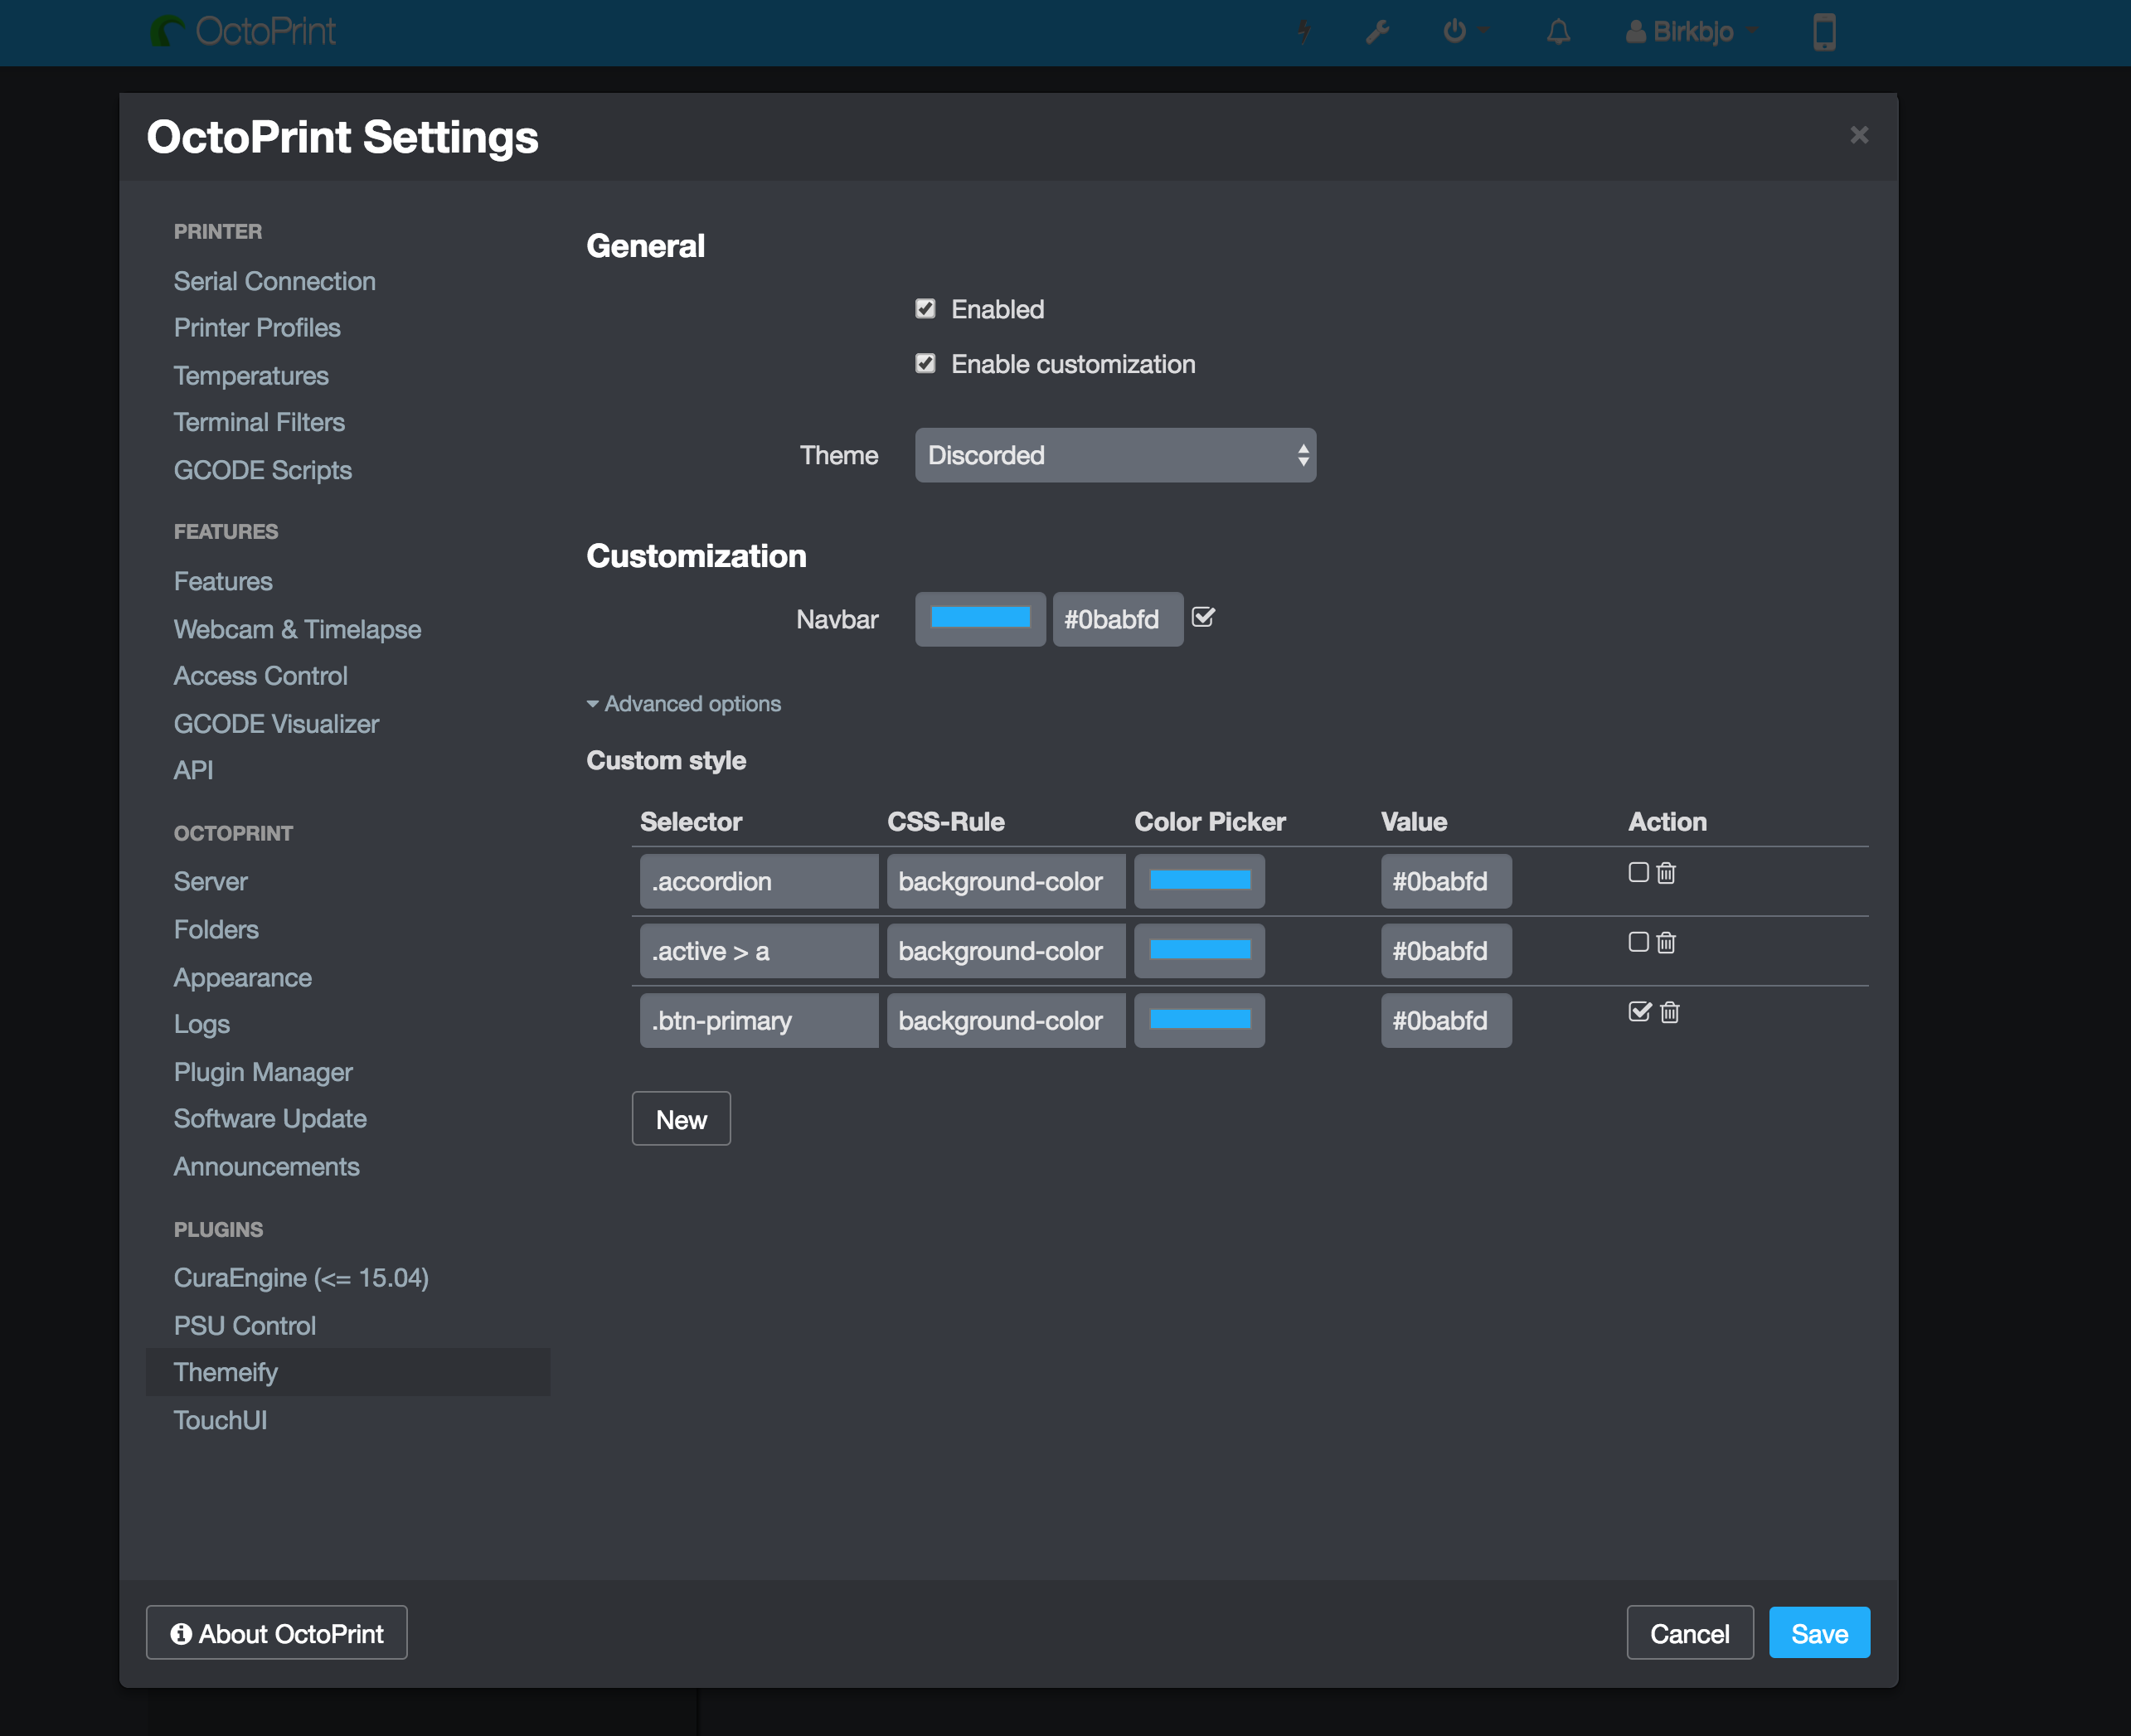 OctoPrint
Birkbjo
OctoPrint Settings
×
PRINTER
Serial Connection
Printer Profiles
Temperatures
Terminal Filters
GCODE Scripts
FEATURES
Features
Webcam & Timelapse
Access Control
GCODE Visualizer
API
OCTOPRINT
Server
Folders
Appearance
Logs
Plugin Manager
Software Update
Announcements
PLUGINS
CuraEngine (<= 15.04)
PSU Control
Themeify
TouchUI
General
Enabled
Enable customization
Theme Discorded
Customization
Navbar #0babfd
Advanced options
Custom style
Selector CSS-Rule Color Picker Value Action
.accordion background-color #0babfd
.active > a background-color #0babfd
.btn-primary background-color #0babfd
New
About OctoPrint Cancel Save